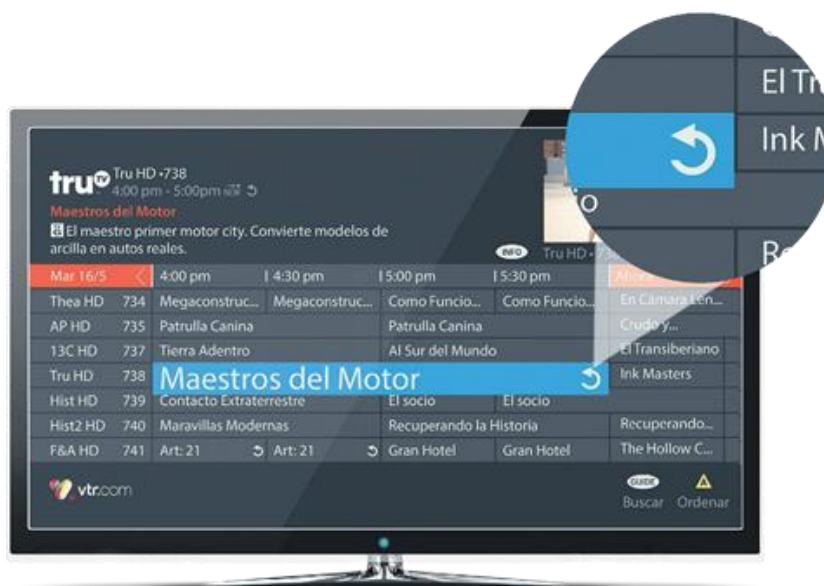 El Tr
Ink M
truTV Tru HD •738
4:00 pm - 5:00pm
Maestros del Motor
El maestro primer motor city. Convierte modelos de
arcilla en autos reales.
INFO Tru HD •
Mar 16/5 4:00 pm 4:30 pm 5:00 pm 5:30 pm Ahora
Thea HD 734 Megaconstruc... Megaconstruc... Como Funcio... Como Funcio... En Cámara Len...
AP HD 735 Patrulla Canina Patrulla Canina Crudo y...
13C HD 737 Tierra Adentro Al Sur del Mundo El Transiberiano
Tru HD 738 Maestros del Motor Ink Masters
Hist HD 739 Contacto Extraterrestre El socio El socio
Hist2 HD 740 Maravillas Modernas Recuperando la Historia Recuperando...
F&A HD 741 Art: 21 Art: 21 Gran Hotel Gran Hotel The Hollow C...
vtr.com
GUIDE A
Buscar Ordenar